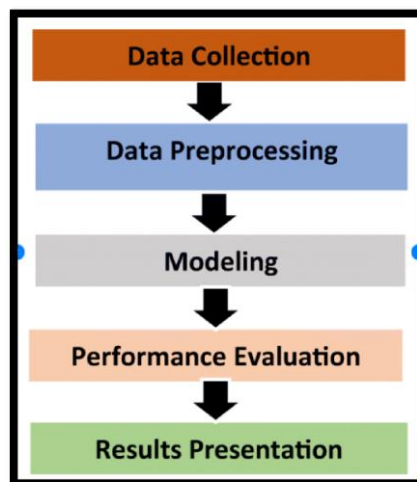 Data Collection
Data Preprocessing
Modeling
Performance Evaluation
Results Presentation